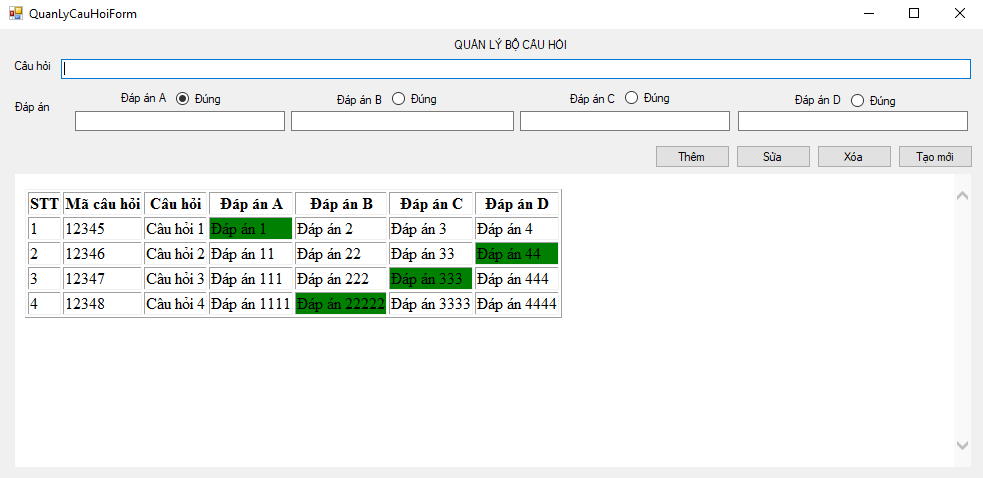 QuanLyCauHoiForm
QUẢN LÝ BỘ CÂU HỎI
Câu hỏi
Đáp án A Đúng Đáp án B Đúng Đáp án C Đúng Đáp án D Đúng
Đáp án
Thêm Sửa Xóa Tạo mới
STT Mã câu hỏi Câu hỏi Đáp án A Đáp án B Đáp án C Đáp án D
1 12345 Câu hỏi 1 Đáp án 1 Đáp án 2 Đáp án 3 Đáp án 4
2 12346 Câu hỏi 2 Đáp án 11 Đáp án 22 Đáp án 33 Đáp án 44
3 12347 Câu hỏi 3 Đáp án 111 Đáp án 222 Đáp án 333 Đáp án 444
4 12348 Câu hỏi 4 Đáp án 1111 Đáp án 22222 Đáp án 3333 Đáp án 4444